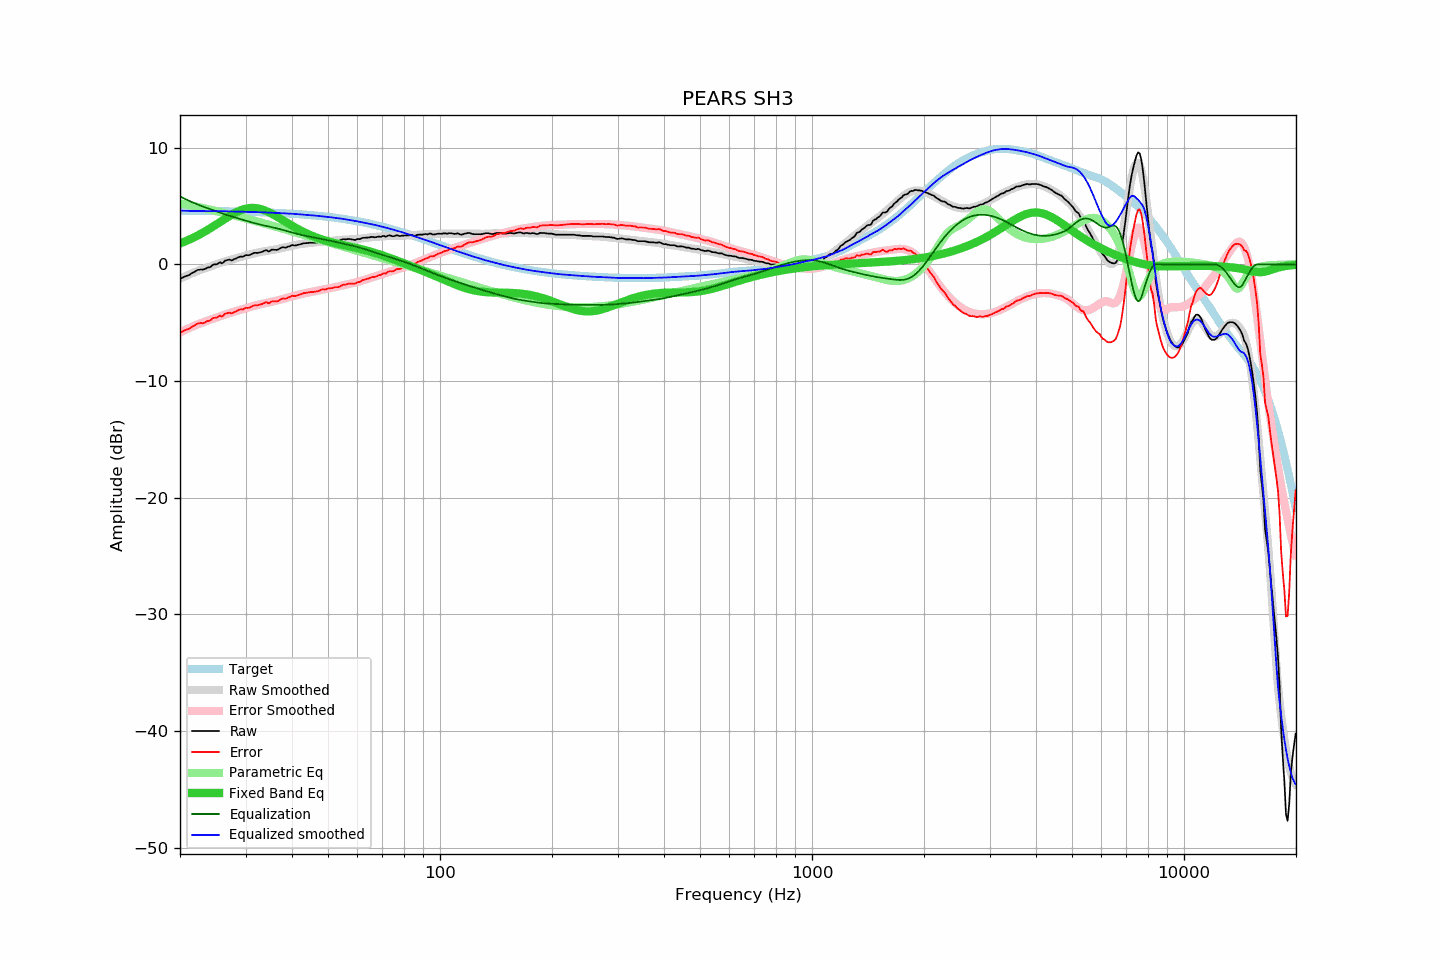 PEARS SH3
Amplitude (dBr)
10
0
−10
−20
−30
−40
−50
Target
Raw Smoothed
Error Smoothed
Raw
Error
Parametric Eq
Fixed Band Eq
Equalization
Equalized smoothed
100
1000
10000
Frequency (Hz)